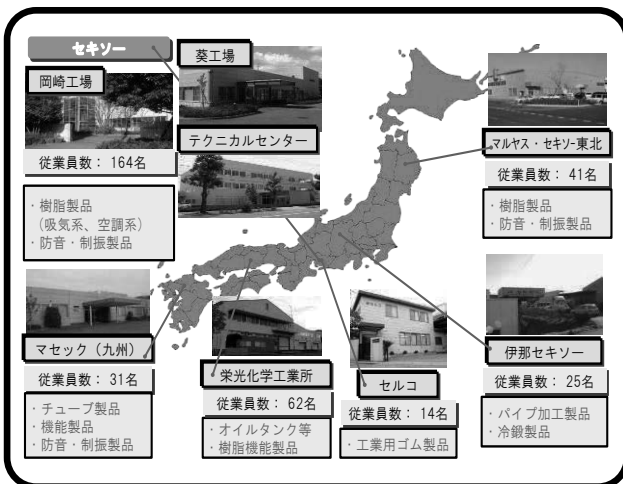 セキソー
葵工場
岡崎工場
従業員数： 164名
・樹脂製品
（吸気系、空調系）
・防音・制振製品
テクニカルセンター
マルヤス・セキソー東北
従業員数： 41名
・樹脂製品
・防音・制振製品
マセック（九州）
従業員数： 31名
・チューブ製品
・機能製品
・防音・制振製品
栄光化学工業所
従業員数： 62名
・オイルタンク等
・樹脂機能製品
セルコ
従業員数： 14名
・工業用ゴム製品
伊那セキソー
従業員数： 25名
・パイプ加工製品
・冷鍛製品